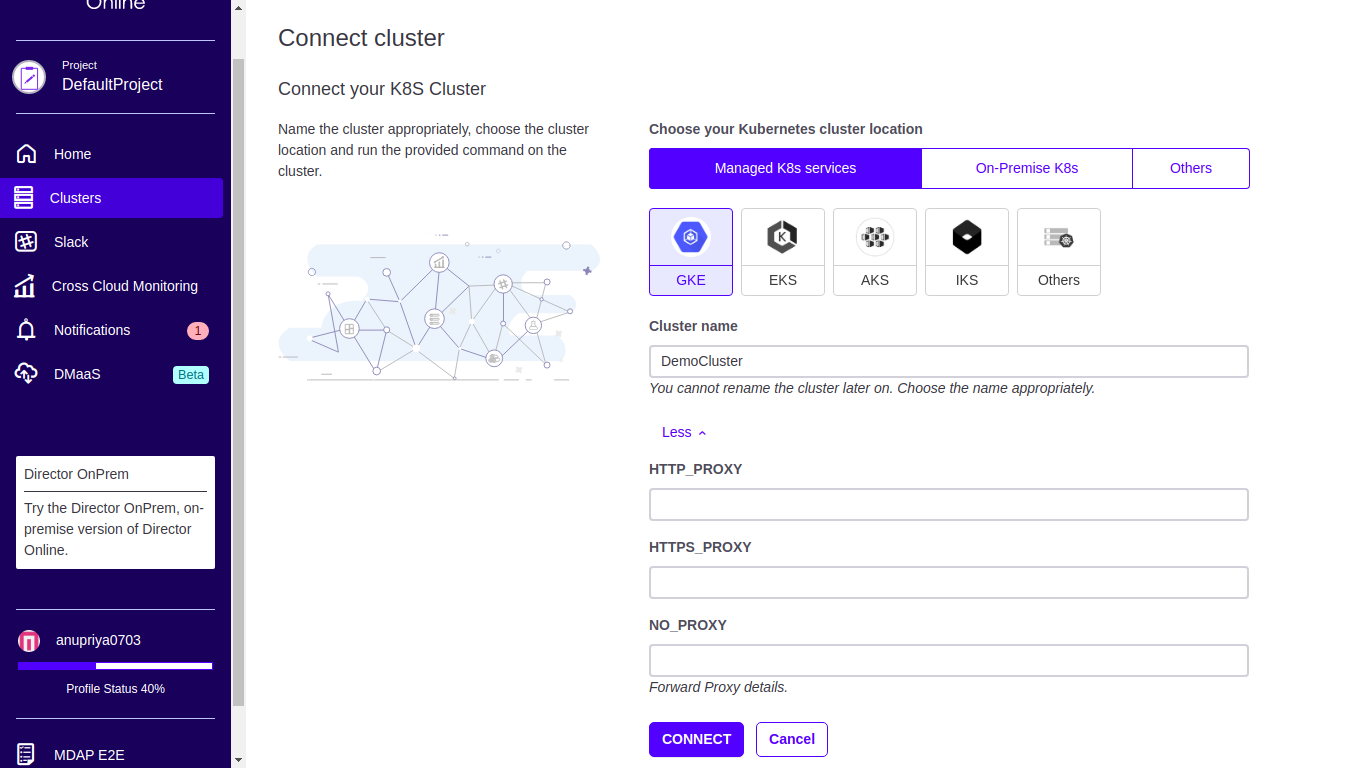 Online
Project
DefaultProject
Home
Clusters
Slack
Cross Cloud Monitoring
Notifications 1
DMaaS Beta
Director OnPrem
Try the Director OnPrem, on-
premise version of Director
Online.
anupriya0703
Profile Status 40%
MDAP E2E
Connect cluster
Connect your K8S Cluster
Name the cluster appropriately, choose the cluster
location and run the provided command on the
cluster.
Choose your Kubernetes cluster location
Managed K8s services On-Premise K8s Others
GKE EKS AKS IKS Others
Cluster name
DemoCluster
You cannot rename the cluster later on. Choose the name appropriately.
Less
HTTP_PROXY
HTTPS_PROXY
NO_PROXY
Forward Proxy details.
CONNECT Cancel